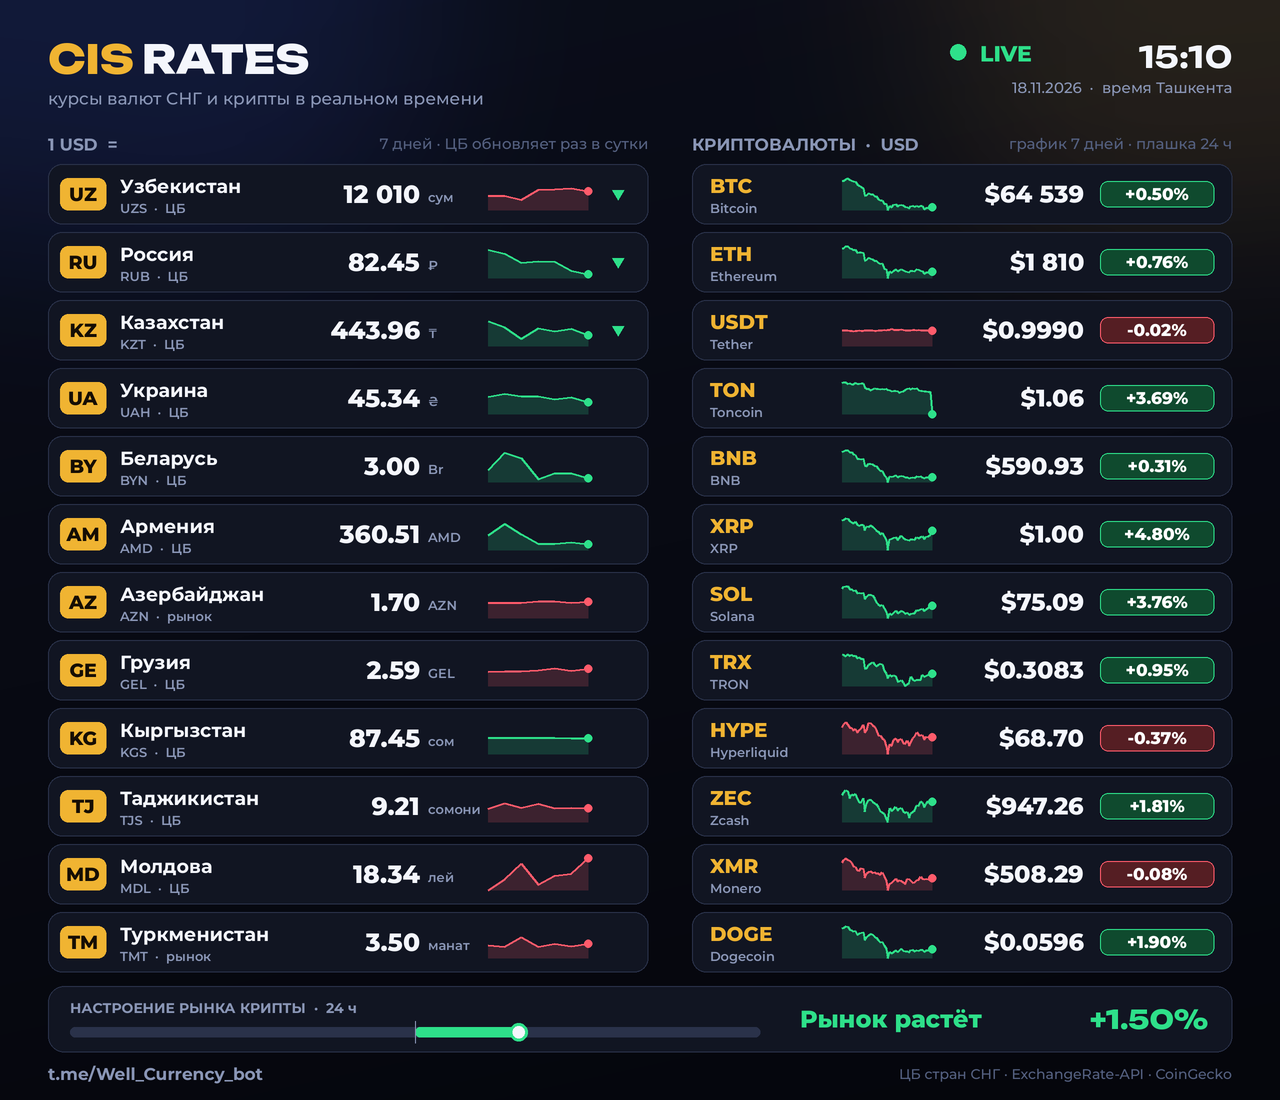 CIS RATES
курсы валют СНГ и крипты в реальном времени
LIVE 15:10
18.11.2026 · время Ташкента
1 USD = 7 дней · ЦБ обновляет раз в сутки
UZ Узбекистан 12 010 сум
UZS · ЦБ
RU Россия 82.45 ₽
RUB · ЦБ
KZ Казахстан 443.96 ₸
KZT · ЦБ
UA Украина 45.34 ₴
UAH · ЦБ
BY Беларусь 3.00 Br
BYN · ЦБ
AM Армения 360.51 AMD
AMD · ЦБ
AZ Азербайджан 1.70 AZN
AZN · рынок
GE Грузия 2.59 GEL
GEL · ЦБ
KG Кыргызстан 87.45 сом
KGS · ЦБ
TJ Таджикистан 9.21 сомони
TJS · ЦБ
MD Молдова 18.34 лей
MDL · ЦБ
TM Туркменистан 3.50 манат
TMT · рынок
КРИПТОВАЛЮТЫ · USD график 7 дней · плашка 24 ч
BTC $64 539 +0.50%
Bitcoin
ETH $1 810 +0.76%
Ethereum
USDT $0.9990 -0.02%
Tether
TON $1.06 +3.69%
Toncoin
BNB $590.93 +0.31%
BNB
XRP $1.00 +4.80%
XRP
SOL $75.09 +3.76%
Solana
TRX $0.3083 +0.95%
TRON
HYPE $68.70 -0.37%
Hyperliquid
ZEC $947.26 +1.81%
Zcash
XMR $508.29 -0.08%
Monero
DOGE $0.0596 +1.90%
Dogecoin
НАСТРОЕНИЕ РЫНКА КРИПТЫ · 24 ч
Рынок растёт +1.50%
t.me/Well_Currency_bot
ЦБ стран СНГ · ExchangeRate-API · CoinGecko